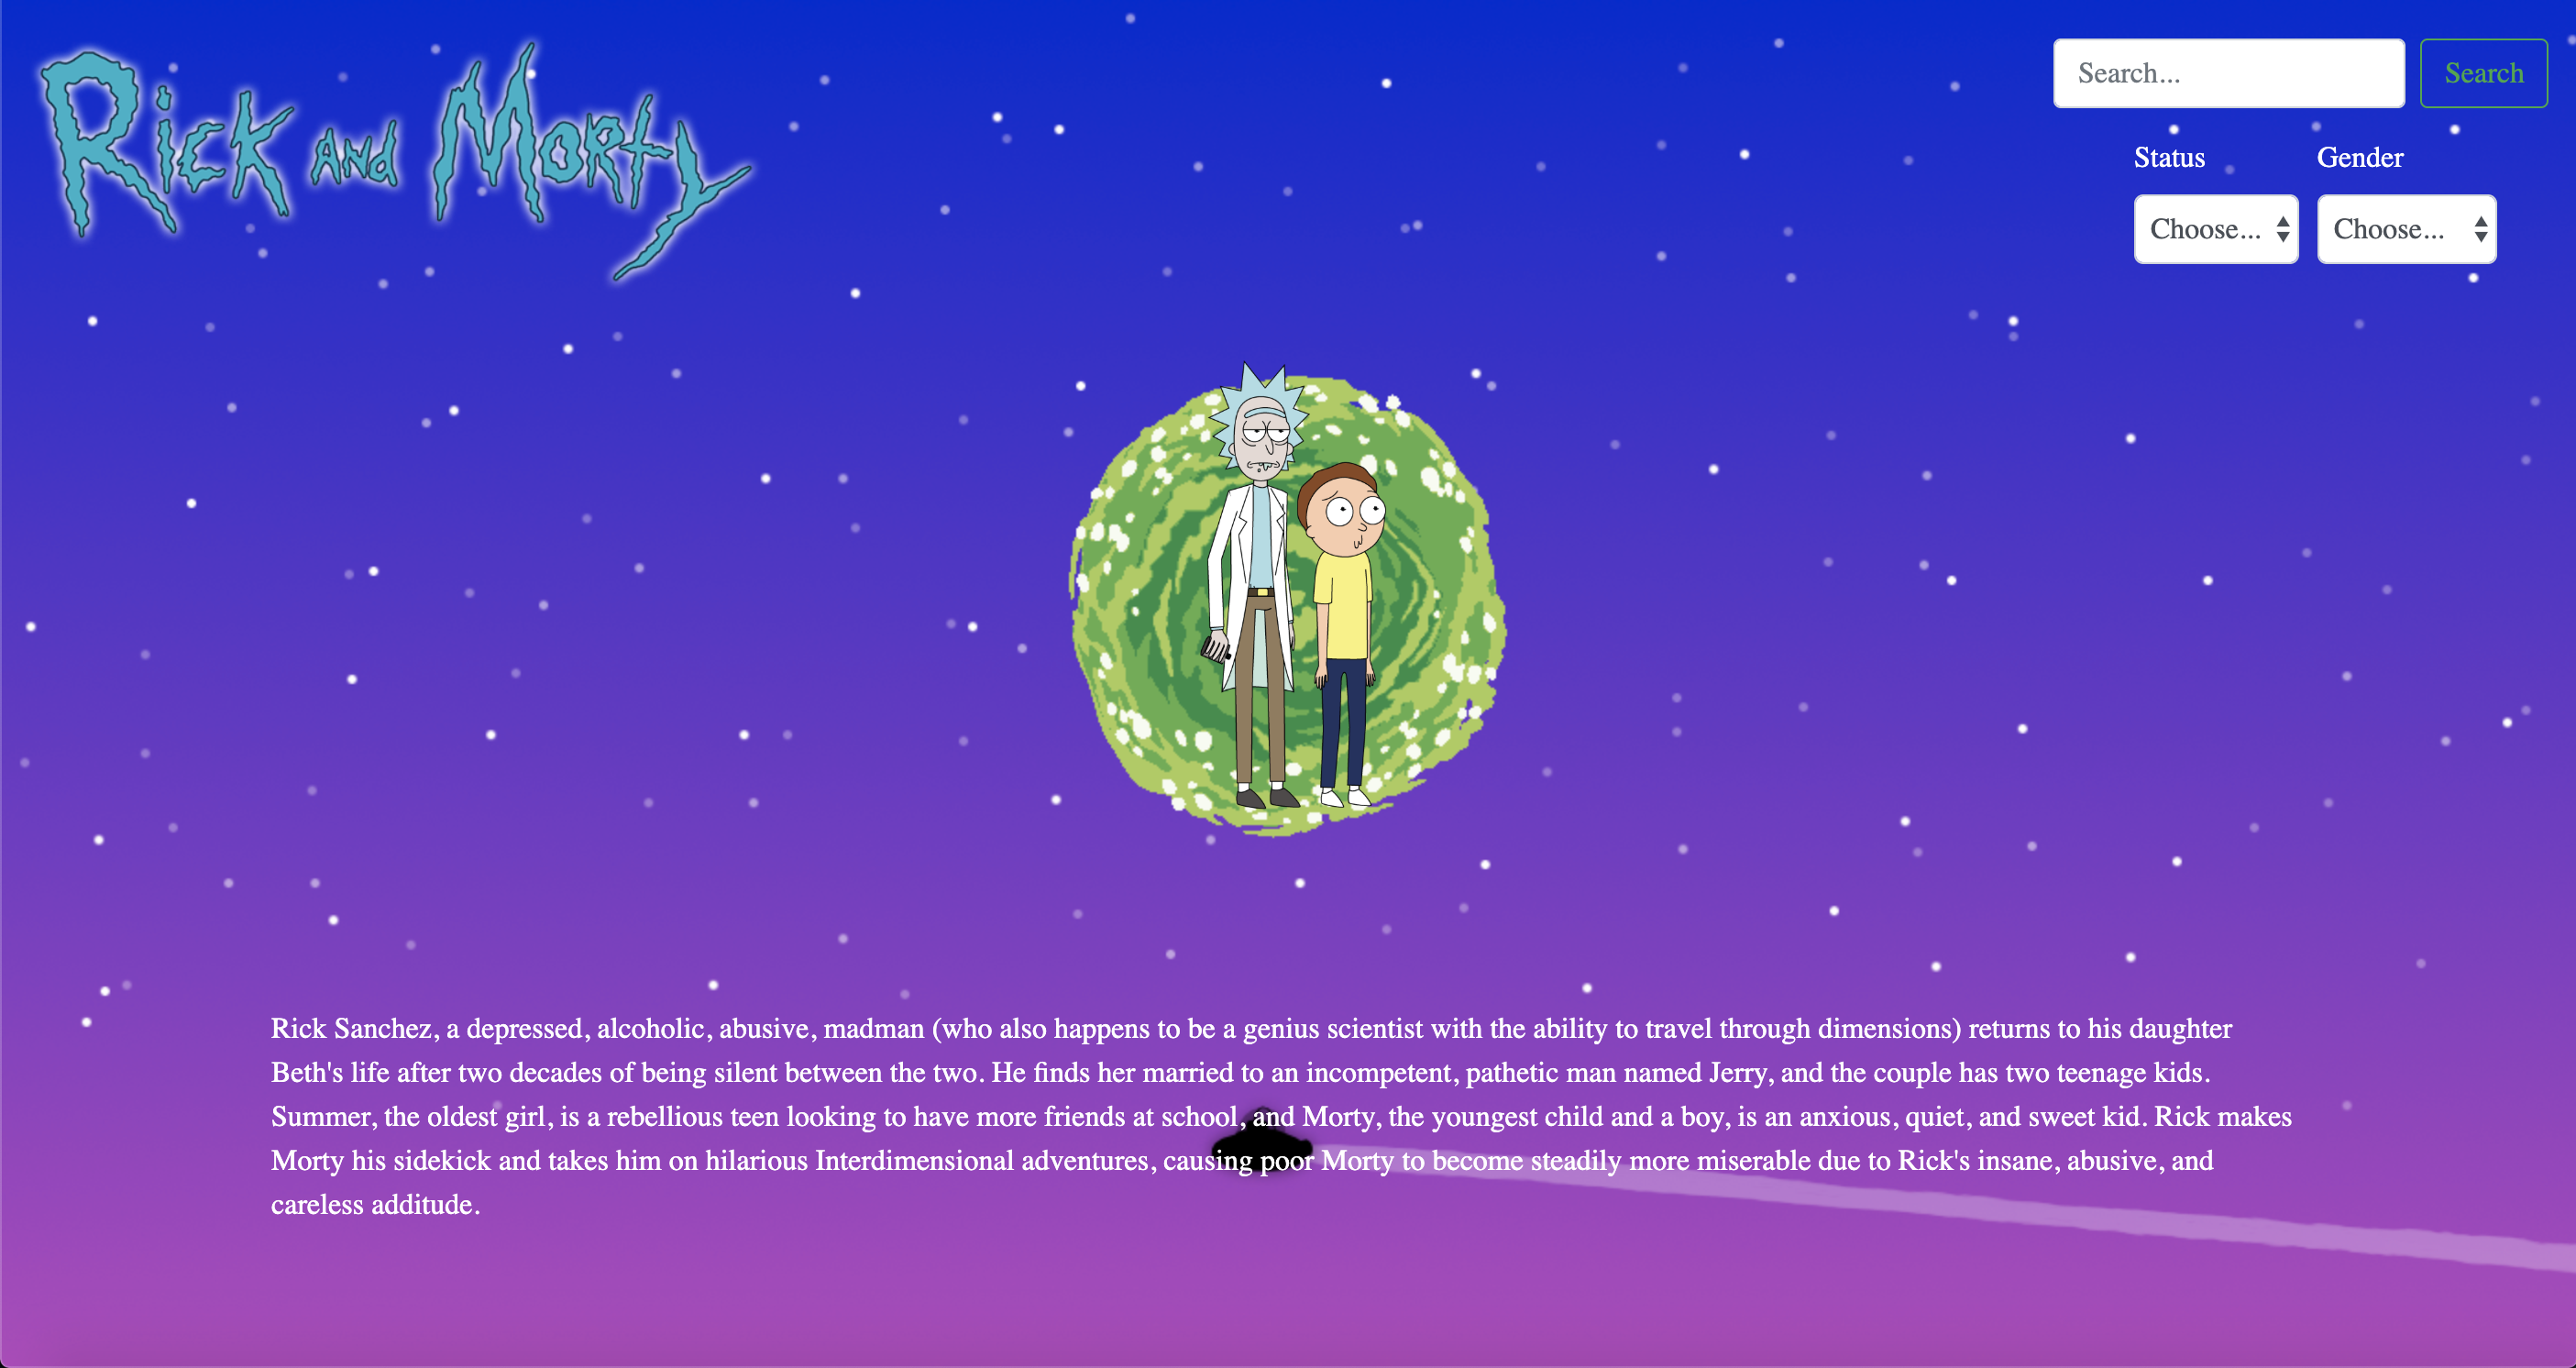 Rick and Morty
Search...
Search
Status
Gender
Choose...
Choose...
Rick Sanchez, a depressed, alcoholic, abusive, madman (who also happens to be a genius scientist with the ability to travel through dimensions) returns to his daughter
Beth's life after two decades of being silent between the two. He finds her married to an incompetent, pathetic man named Jerry, and the couple has two teenage kids.
Summer, the oldest girl, is a rebellious teen looking to have more friends at school, and Morty, the youngest child and a boy, is an anxious, quiet, and sweet kid. Rick makes
Morty his sidekick and takes him on hilarious Interdimensional adventures, causing poor Morty to become steadily more miserable due to Rick's insane, abusive, and
careless additude.